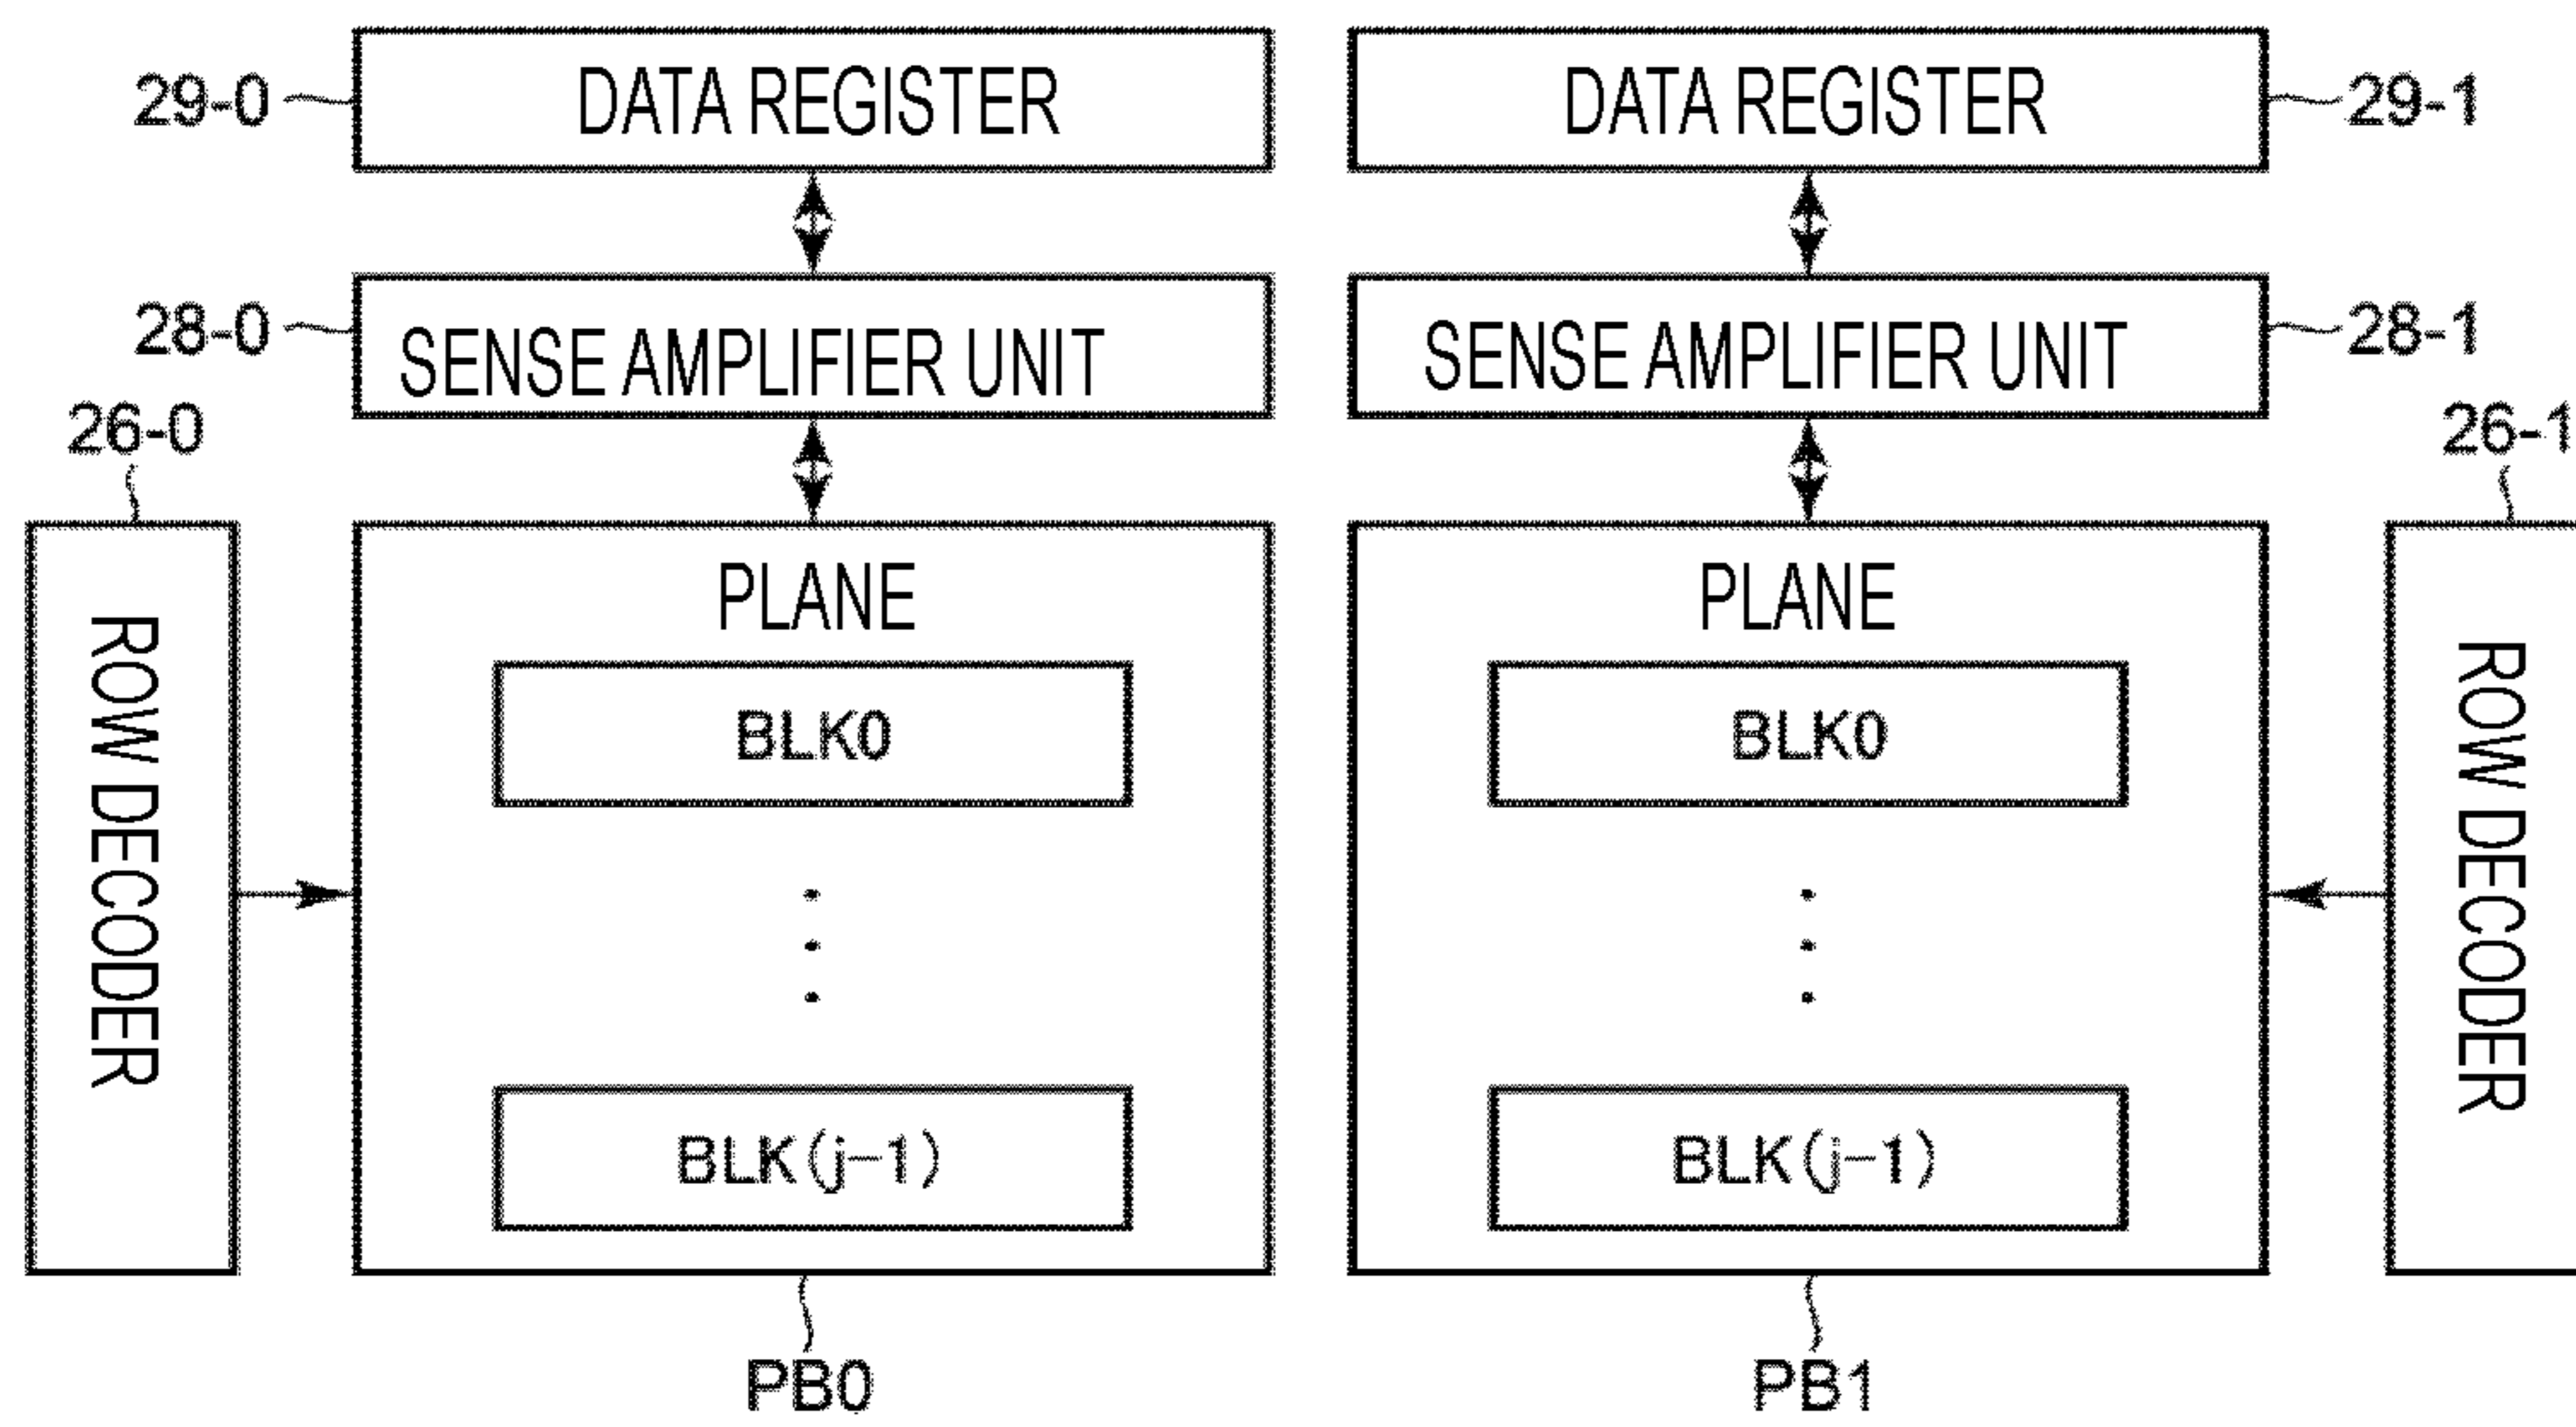 29-0
DATA REGISTER
DATA REGISTER
29-1
28-0
SENSE AMPLIFIER UNIT
SENSE AMPLIFIER UNIT
28-1
26-0
26-1
ROW DECODER
PLANE
PLANE
ROW DECODER
BLK0
BLK0
BLK(j-1)
BLK(j-1)
PB0
PB1